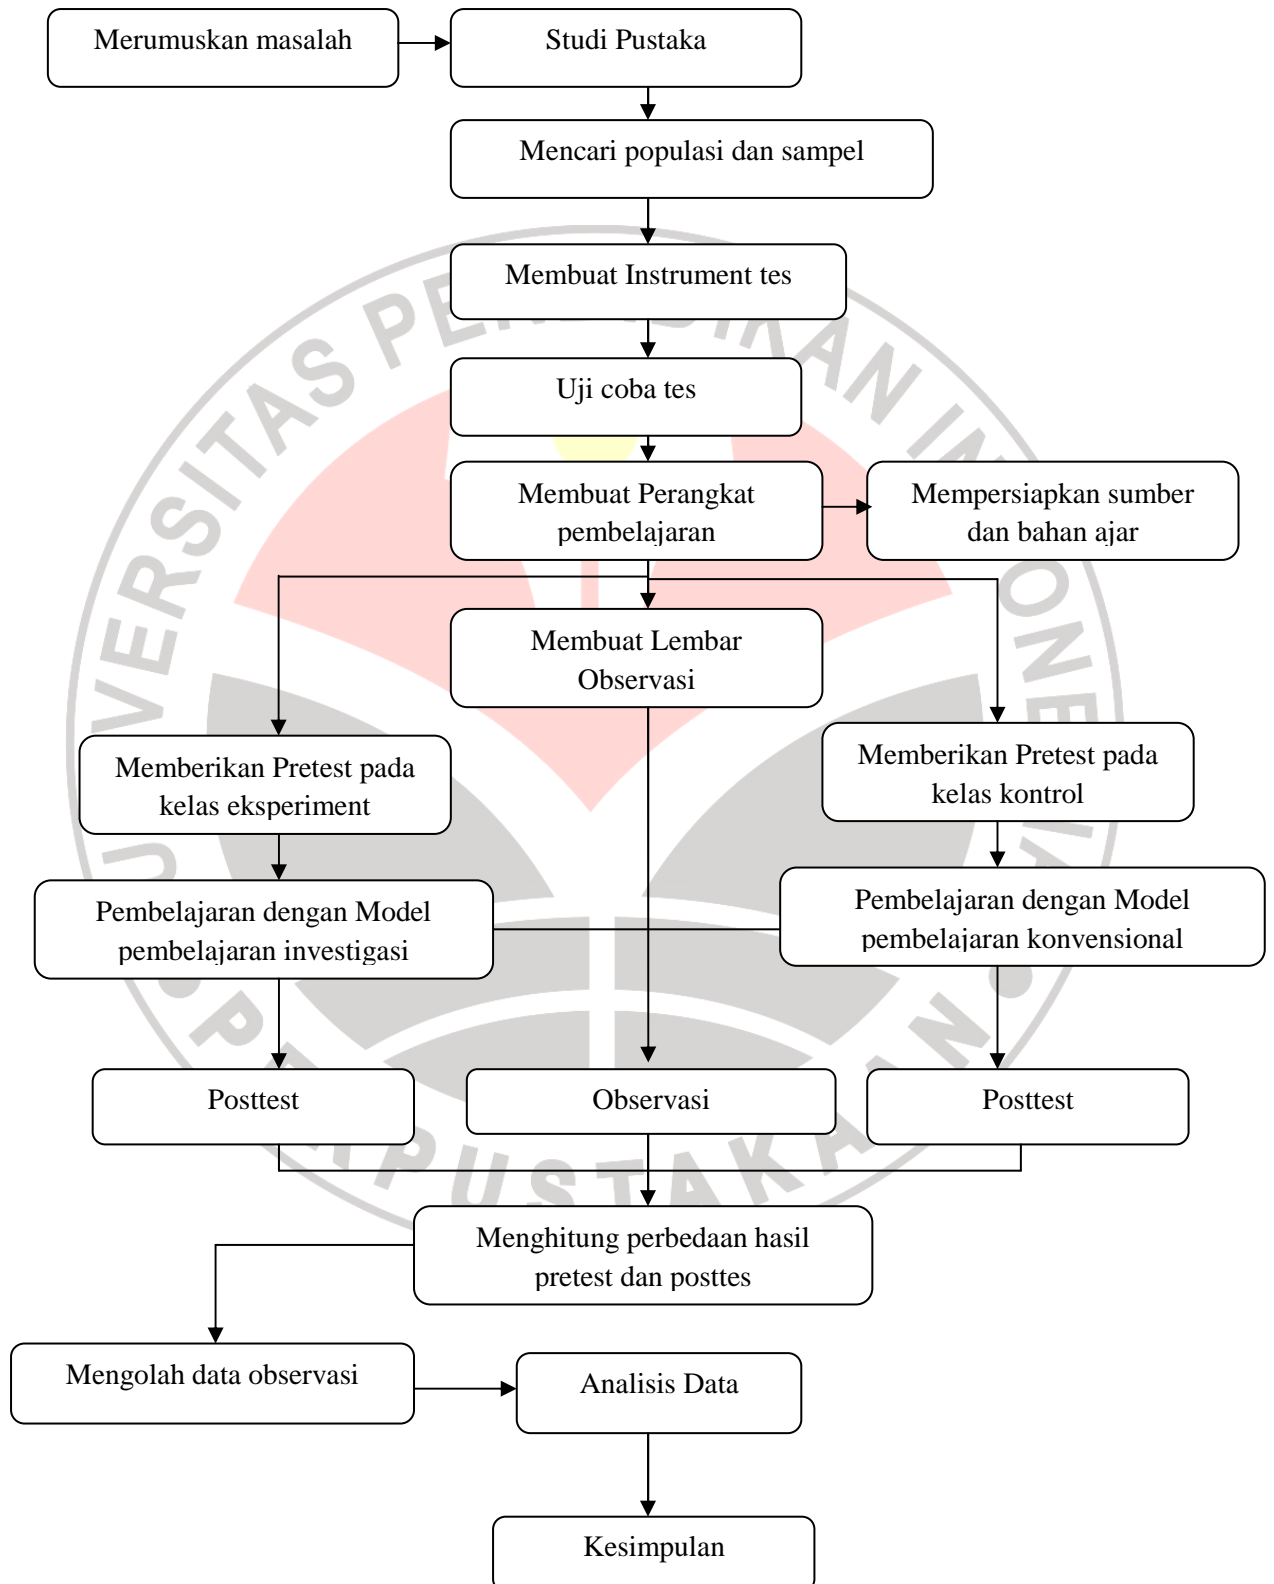 Merumuskan masalah
Studi Pustaka
Mencari populasi dan sampel
Membuat Instrument tes
Uji coba tes
Membuat Perangkat
pembelajaran
Mempersiapkan sumber
dan bahan ajar
Membuat Lembar
Observasi
Memberikan Pretest pada
kelas eksperiment
Memberikan Pretest pada
kelas kontrol
Pembelajaran dengan Model
pembelajaran investigasi
Pembelajaran dengan Model
pembelajaran konvensional
Posttest
Observasi
Posttest
Menghitung perbedaan hasil
pretest dan posttes
Mengolah data observasi
Analisis Data
Kesimpulan
PERPUSTAKAAN